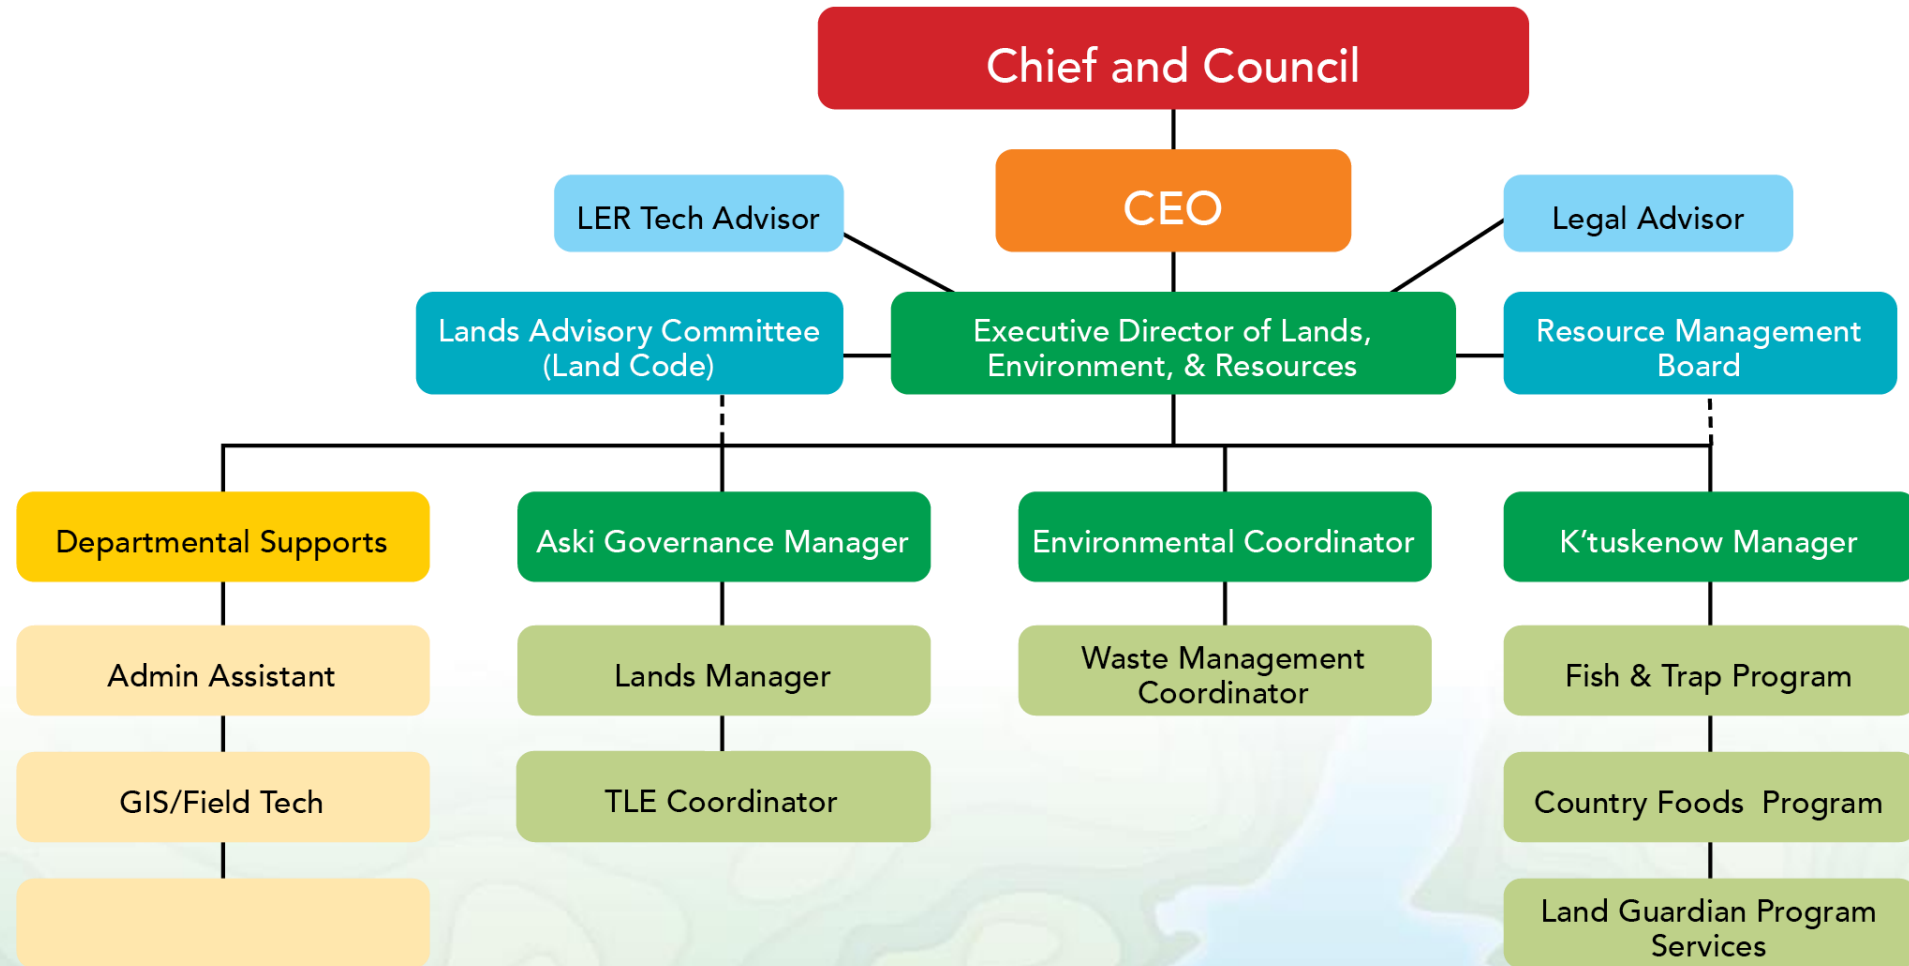 Chief and Council
CEO
LER Tech Advisor
Legal Advisor
Lands Advisory Committee
(Land Code)
Executive Director of Lands,
Environment, & Resources
Resource Management
Board
Departmental Supports
Aski Governance Manager
Environmental Coordinator
K’tuskenow Manager
Admin Assistant
Lands Manager
Waste Management
Coordinator
Fish & Trap Program
GIS/Field Tech
TLE Coordinator
Country Foods  Program
Land Guardian Program
Services